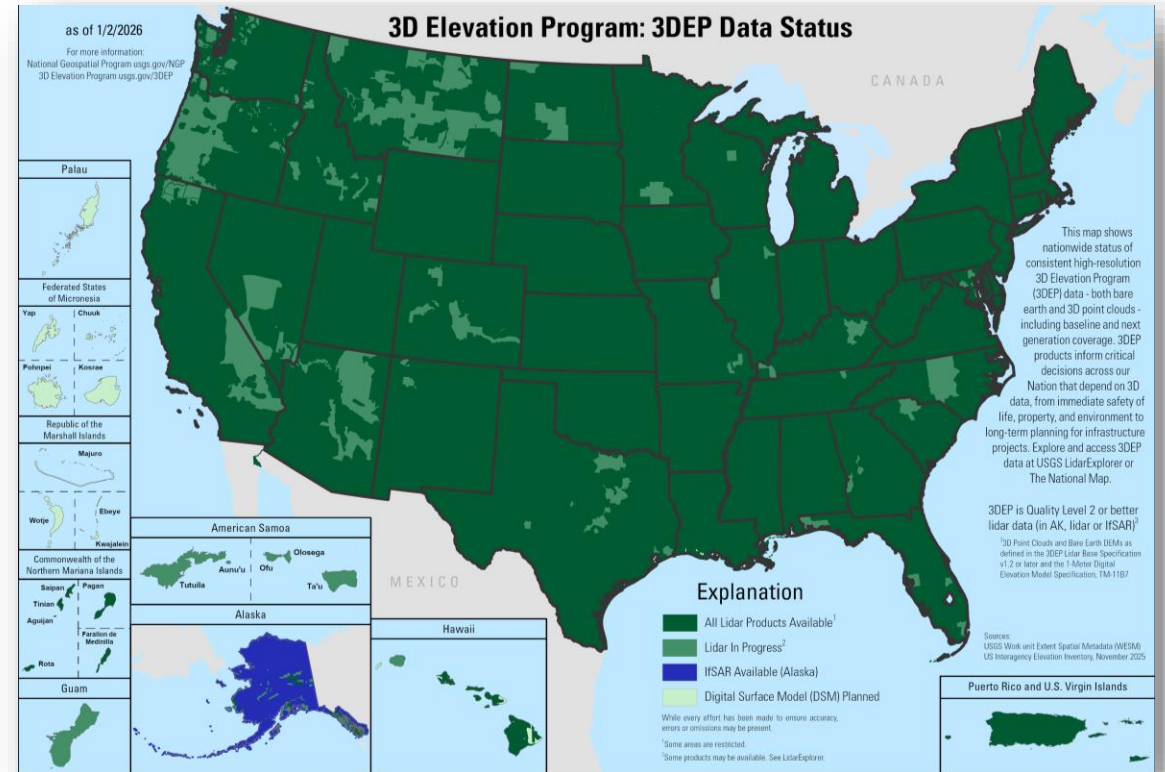 3D Elevation Program: 3DEP Data Status
as of 1/2/2026
For more information:
National Geospatial Program usgs.gov/NGP
3D Elevation Program usgs.gov/3DEP
CANADA
MEXICO
Palau
Federated States
of Micronesia
Yap
Chuuk
Pohnpei
Kosrae
Republic of the
Marshall Islands
Majuro
Wotje
Ebeye
Kwajalein
Commonwealth of the
Northern Mariana Islands
Saipan
Pagan
Tinian
Aguijan
Farallon de
Medinilla
Rota
Guam
American Samoa
Tutuila
Aunu'u
Ofu
Olosega
Ta'u
Alaska
Hawaii
Explanation
All Lidar Products Available¹
Lidar In Progress²
IfSAR Available (Alaska)
Digital Surface Model (DSM) Planned
While every effort has been made to ensure accuracy,
errors or omissions may be present.
¹Some areas are restricted.
²Some products may be available. See LidarExplorer.
This map shows
nationwide status of
consistent high-resolution
3D Elevation Program
(3DEP) data - both bare
earth and 3D point clouds -
including baseline and next
generation coverage. 3DEP
products inform critical
decisions across our
Nation that depend on 3D
data, from immediate safety of
life, property, and environment to
long-term planning for infrastructure
projects. Explore and access 3DEP
data at USGS LidarExplorer or
The National Map.
3DEP is Quality Level 2 or better
lidar data (in AK, lidar or IfSAR)³
³3D Point Clouds and Bare Earth DEMs as
defined in the 3DEP Lidar Base Specification
v1.2 or later and the 1-Meter Digital
Elevation Model Specification, TM-11B7
Sources:
USGS Work unit Extent Spatial Metadata (WESM)
US Interagency Elevation Inventory, November 2025
Puerto Rico and U.S. Virgin Islands